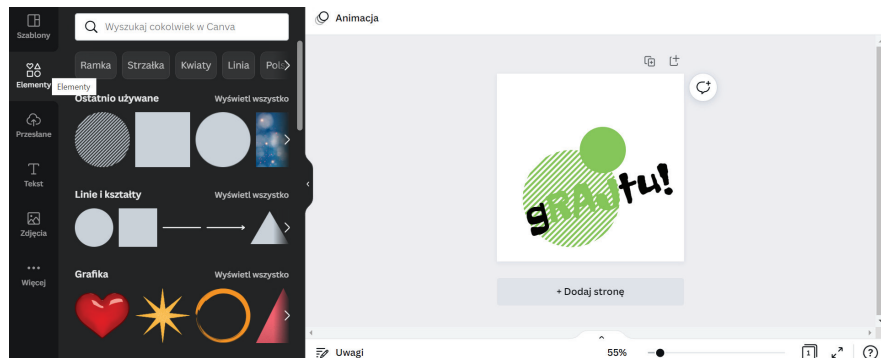 Szablony
Elementy
Elementy
Przesłane
Tekst
Zdjęcia
Więcej
Wyszukaj cokolwiek w Canva
Ramka Strzałka Kwiaty Linia Pols
Ostatnio używane Wyświetl wszystko
Linie i kształty Wyświetl wszystko
Grafika Wyświetl wszystko
Animacja
gRAJtu!
+ Dodaj stronę
Uwagi 55% 1 ?